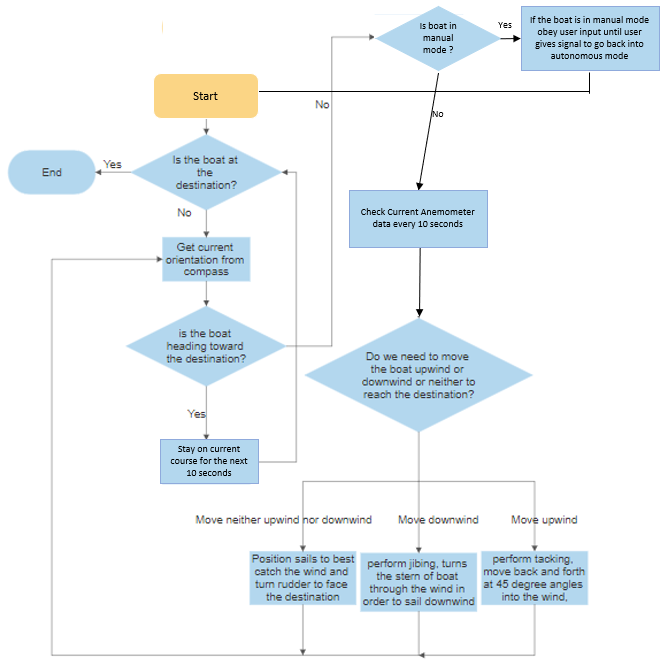 Is boat in
manual
mode ?
Yes
If the boat is in manual mode
obey user input until user
gives signal to go back into
autonomous mode
Start
No
No
Is the boat at
the
destination?
Yes
End
No
Get current
orientation from
compass
Check Current Anemometer
data every 10 seconds
is the boat
heading toward
the destination?
Do we need to move
the boat upwind or
downwind or neither to
reach the destination?
Yes
Stay on current
course for the next
10 seconds
Move neither upwind nor downwind
Move downwind
Move upwind
Position sails to best
catch the wind and
turn rudder to face
the destination
perform jibing, turns
the stern of boat
through the wind in
order to sail downwind
perform tacking,
move back and forth
at 45 degree angles
into the wind,